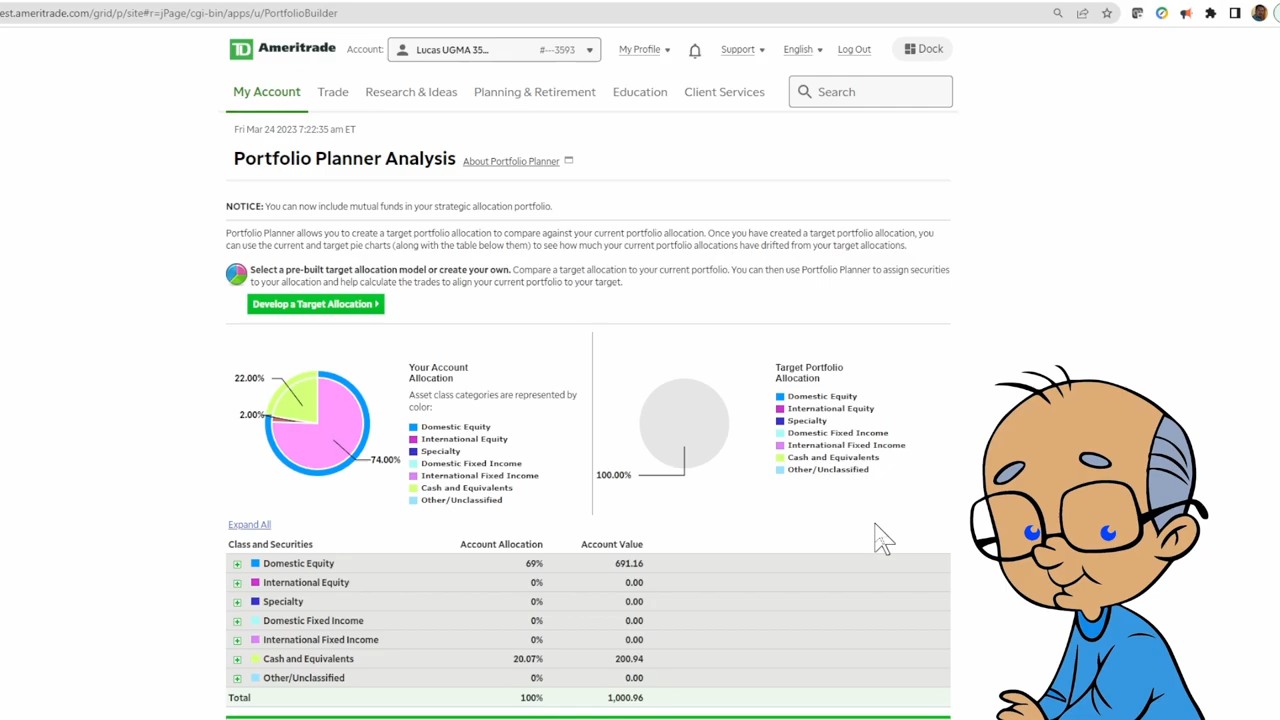 est.ameritrade.com/grid/p/site#r=jPage/cgi-bin/apps/u/PortfolioBuilder
TD Ameritrade Account: Lucas UGMA 35... #---3593 My Profile Support English Log Out Dock
My Account Trade Research & Ideas Planning & Retirement Education Client Services Search
Fri Mar 24 2023 7:22:35 am ET
Portfolio Planner Analysis About Portfolio Planner
NOTICE: You can now include mutual funds in your strategic allocation portfolio.
Portfolio Planner allows you to create a target portfolio allocation to compare against your current portfolio allocation. Once you have created a target portfolio allocation, you
can use the current and target pie charts (along with the table below them) to see how much your current portfolio allocations have drifted from your target allocations.
Select a pre-built target allocation model or create your own. Compare a target allocation to your current portfolio. You can then use Portfolio Planner to assign securities
to your allocation and help calculate the trades to align your current portfolio to your target.
Develop a Target Allocation
22.00%
2.00%
74.00%
Your Account
Allocation
Asset class categories are represented by
color:
Domestic Equity
International Equity
Specialty
Domestic Fixed Income
International Fixed Income
Cash and Equivalents
Other/Unclassified
100.00%
Target Portfolio
Allocation
Domestic Equity
International Equity
Specialty
Domestic Fixed Income
International Fixed Income
Cash and Equivalents
Other/Unclassified
Expand All
Class and Securities Account Allocation Account Value
Domestic Equity 69% 691.16
International Equity 0% 0.00
Specialty 0% 0.00
Domestic Fixed Income 0% 0.00
International Fixed Income 0% 0.00
Cash and Equivalents 20.07% 200.94
Other/Unclassified 0% 0.00
Total 100% 1,000.96